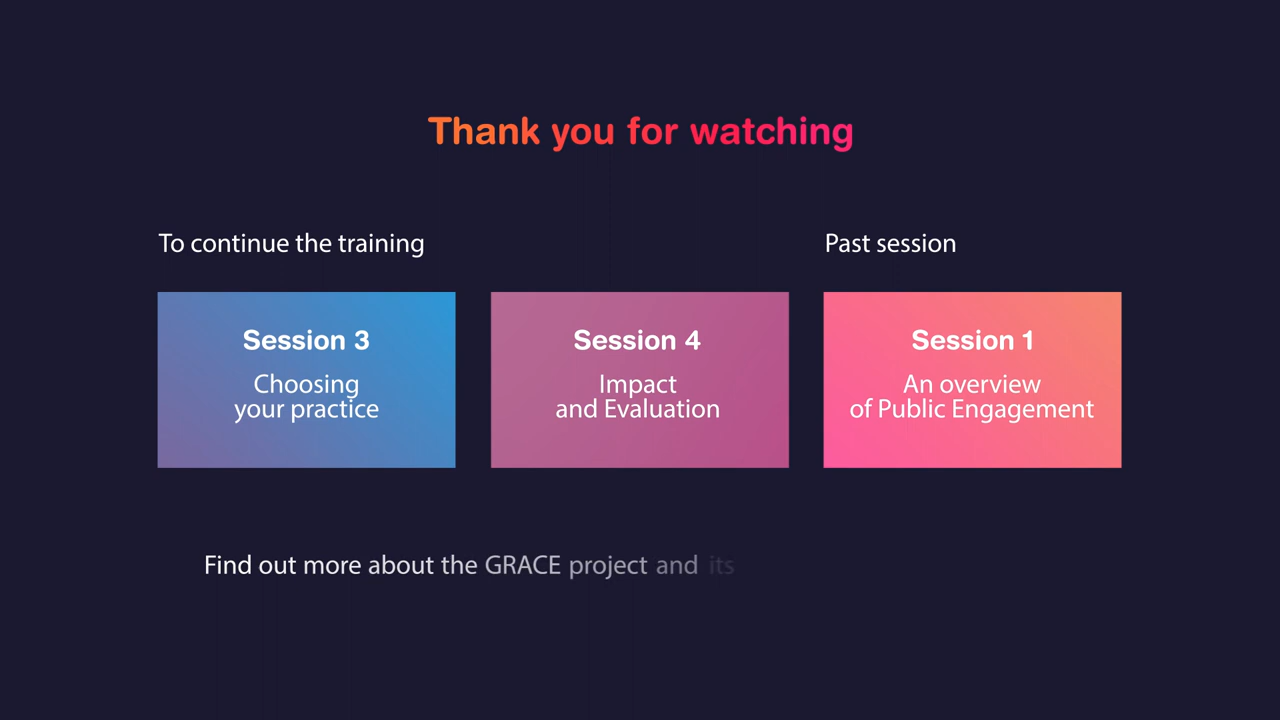 Thank you for watching
To continue the training
Past session
Session 3
Choosing
your practice
Session 4
Impact
and Evaluation
Session 1
An overview
of Public Engagement
Find out more about the GRACE project and its